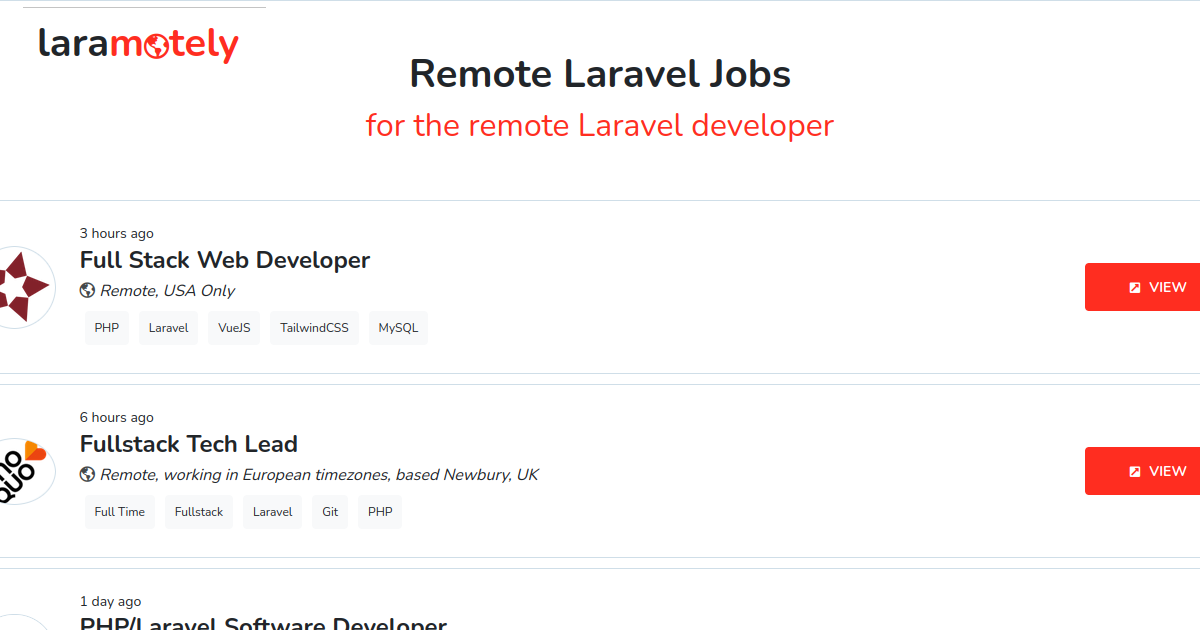 laramotely
Remote Laravel Jobs
for the remote Laravel developer
3 hours ago
Full Stack Web Developer
Remote, USA Only
PHP Laravel VueJS TailwindCSS MySQL
VIEW
6 hours ago
Fullstack Tech Lead
Remote, working in European timezones, based Newbury, UK
Full Time Fullstack Laravel Git PHP
VIEW
no
quo
1 day ago
PHP/Laravel Software Developer